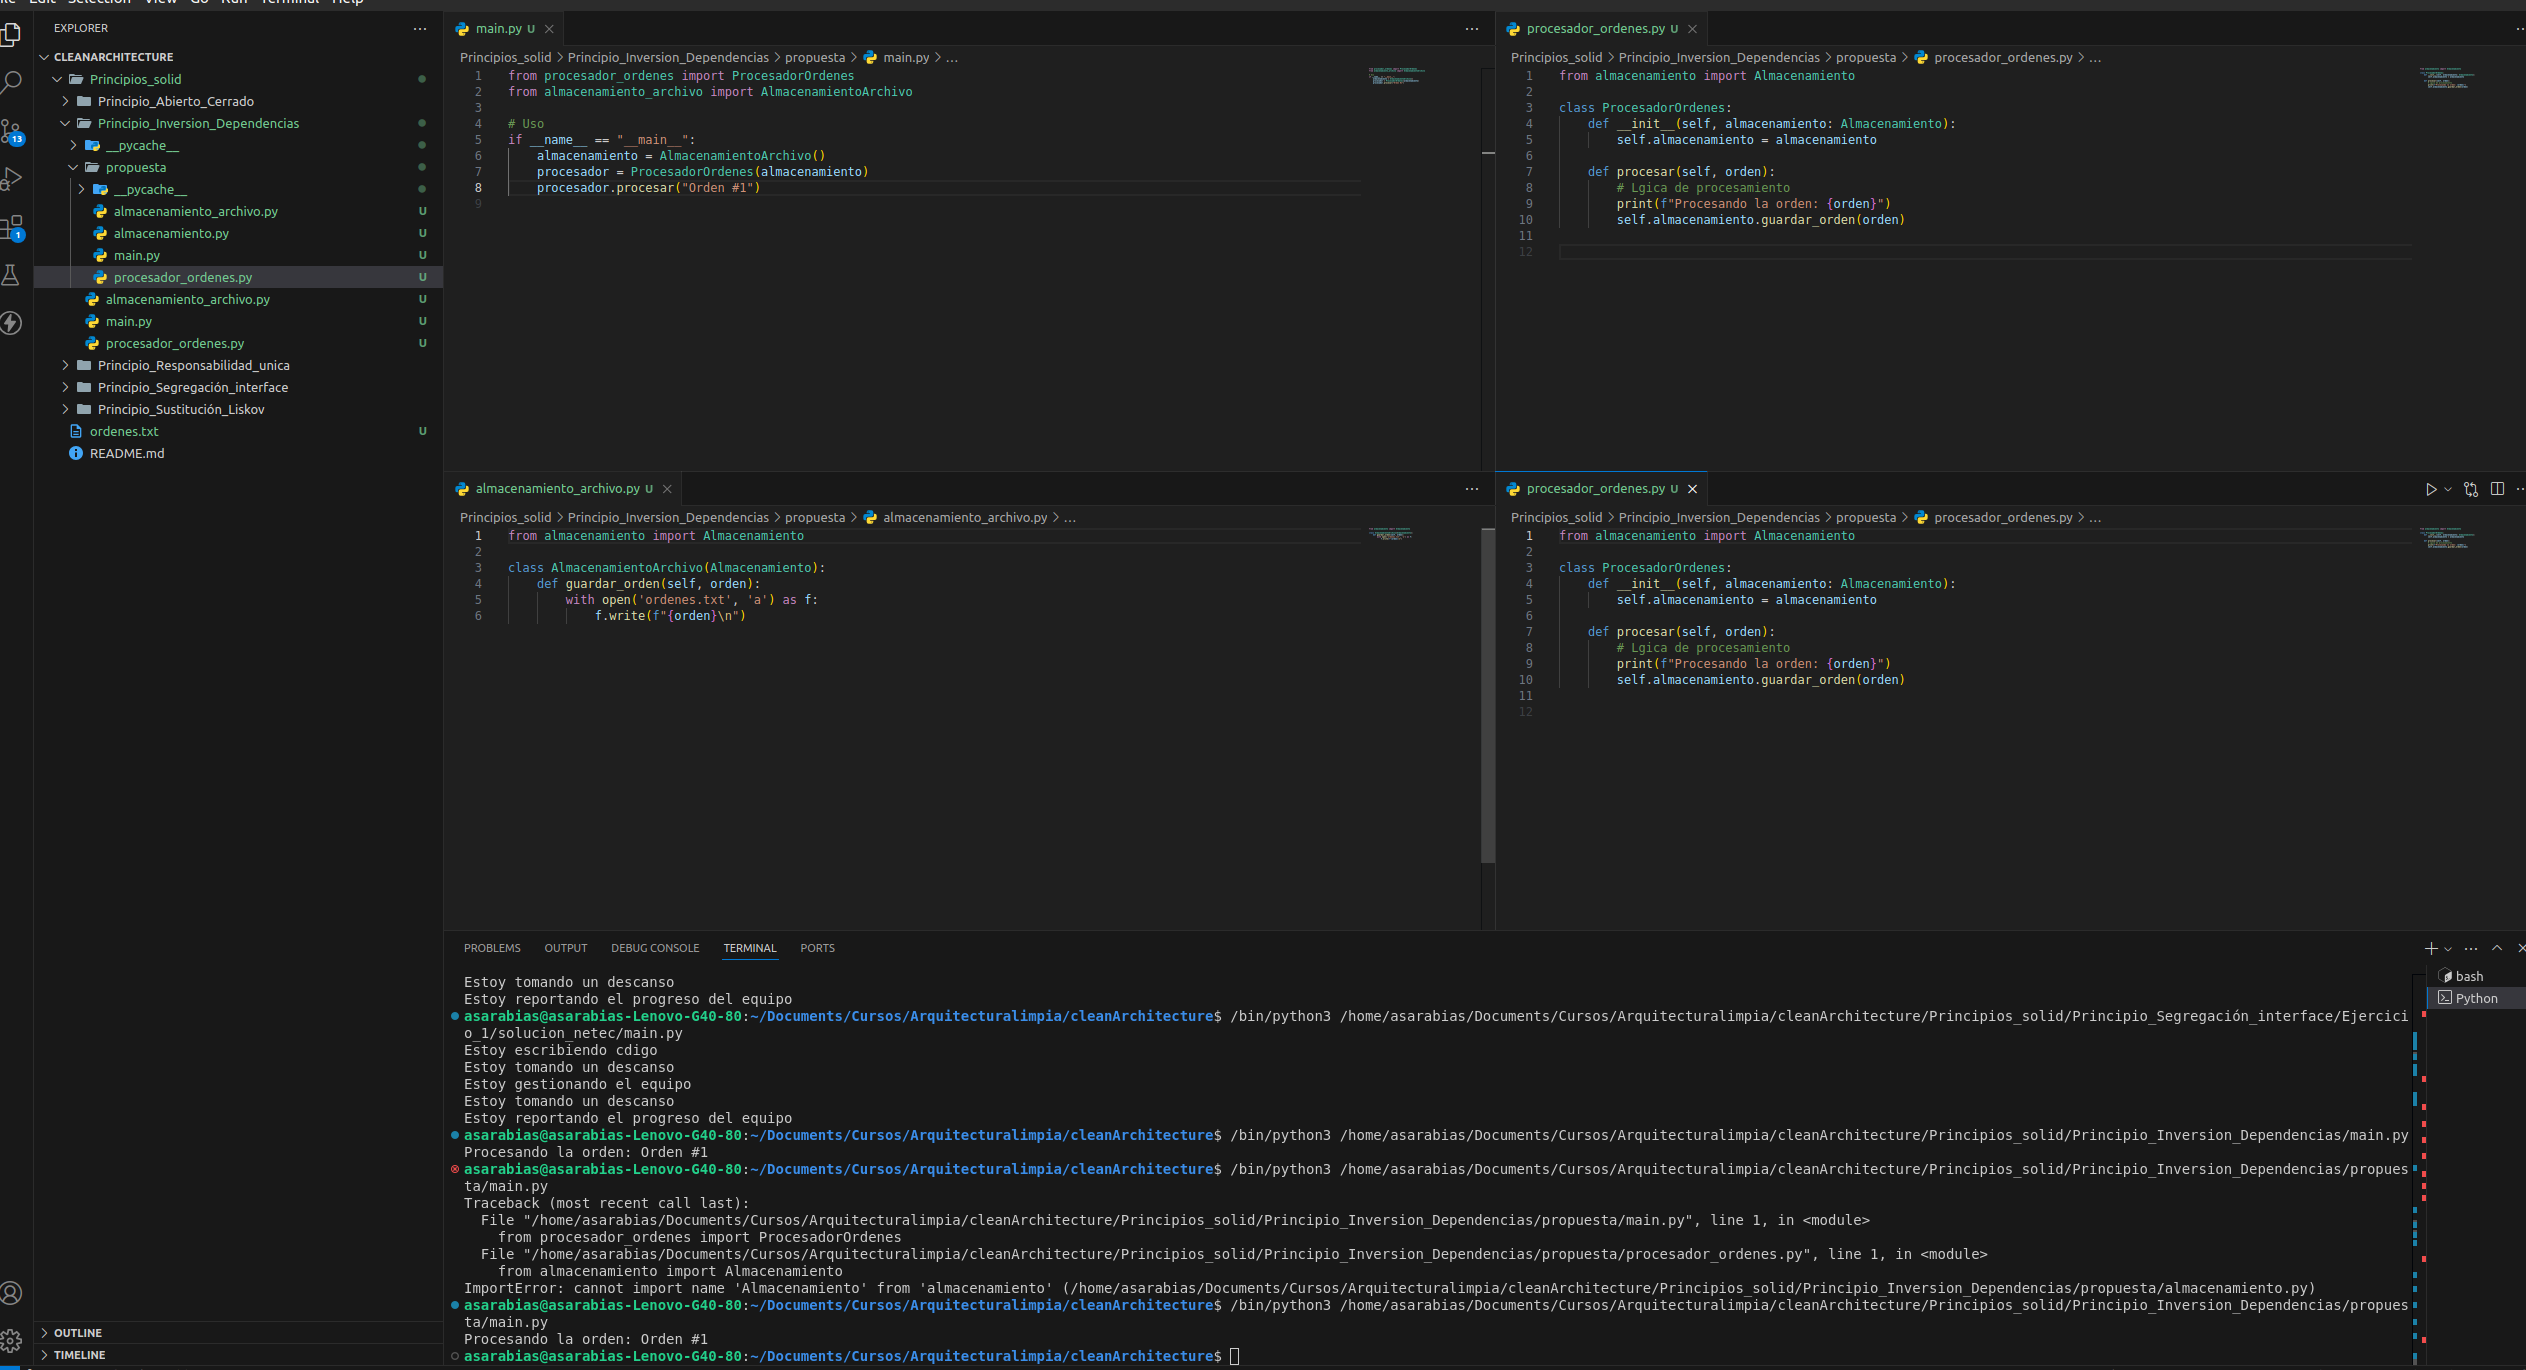 Edit Selection View Go Run Terminal Help
EXPLORER
CLEANARCHITECTURE
Principios_solid
Principio_Abierto_Cerrado
Principio_Inversion_Dependencias
__pycache__
propuesta
__pycache__
almacenamiento_archivo.py U
almacenamiento.py U
main.py U
procesador_ordenes.py U
almacenamiento_archivo.py U
main.py U
procesador_ordenes.py U
Principio_Responsabilidad_unica
Principio_Segregación_interface
Principio_Sustitución_Liskov
ordenes.txt U
README.md
OUTLINE
TIMELINE
13
1
main.py U
Principios_solid > Principio_Inversion_Dependencias > propuesta > main.py > ...
1 from procesador_ordenes import ProcesadorOrdenes
2 from almacenamiento_archivo import AlmacenamientoArchivo
3
4 # Uso
5 if __name__ == "__main__":
6 almacenamiento = AlmacenamientoArchivo()
7 procesador = ProcesadorOrdenes(almacenamiento)
8 procesador.procesar("Orden #1")
9
procesador_ordenes.py U
Principios_solid > Principio_Inversion_Dependencias > propuesta > procesador_ordenes.py > ...
1 from almacenamiento import Almacenamiento
2
3 class ProcesadorOrdenes:
4 def __init__(self, almacenamiento: Almacenamiento):
5 self.almacenamiento = almacenamiento
6
7 def procesar(self, orden):
8 # Lgica de procesamiento
9 print(f"Procesando la orden: {orden}")
10 self.almacenamiento.guardar_orden(orden)
11
12
almacenamiento_archivo.py U
Principios_solid > Principio_Inversion_Dependencias > propuesta > almacenamiento_archivo.py > ...
1 from almacenamiento import Almacenamiento
2
3 class AlmacenamientoArchivo(Almacenamiento):
4 def guardar_orden(self, orden):
5 with open('ordenes.txt', 'a') as f:
6 f.write(f"{orden}\n")
procesador_ordenes.py U
Principios_solid > Principio_Inversion_Dependencias > propuesta > procesador_ordenes.py > ...
1 from almacenamiento import Almacenamiento
2
3 class ProcesadorOrdenes:
4 def __init__(self, almacenamiento: Almacenamiento):
5 self.almacenamiento = almacenamiento
6
7 def procesar(self, orden):
8 # Lgica de procesamiento
9 print(f"Procesando la orden: {orden}")
10 self.almacenamiento.guardar_orden(orden)
11
12
PROBLEMS OUTPUT DEBUG CONSOLE TERMINAL PORTS
bash
Python
Estoy tomando un descanso
Estoy reportando el progreso del equipo
asarabias@asarabias-Lenovo-G40-80:~/Documents/Cursos/Arquitecturalimpia/cleanArchitecture$ /bin/python3 /home/asarabias/Documents/Cursos/Arquitecturalimpia/cleanArchitecture/Principios_solid/Principio_Segregación_interface/Ejercici
o_1/solucion_netec/main.py
Estoy escribiendo cdigo
Estoy tomando un descanso
Estoy gestionando el equipo
Estoy tomando un descanso
Estoy reportando el progreso del equipo
asarabias@asarabias-Lenovo-G40-80:~/Documents/Cursos/Arquitecturalimpia/cleanArchitecture$ /bin/python3 /home/asarabias/Documents/Cursos/Arquitecturalimpia/cleanArchitecture/Principios_solid/Principio_Inversion_Dependencias/main.py
Procesando la orden: Orden #1
asarabias@asarabias-Lenovo-G40-80:~/Documents/Cursos/Arquitecturalimpia/cleanArchitecture$ /bin/python3 /home/asarabias/Documents/Cursos/Arquitecturalimpia/cleanArchitecture/Principios_solid/Principio_Inversion_Dependencias/propues
ta/main.py
Traceback (most recent call last):
File "/home/asarabias/Documents/Cursos/Arquitecturalimpia/cleanArchitecture/Principios_solid/Principio_Inversion_Dependencias/propuesta/main.py", line 1, in <module>
from procesador_ordenes import ProcesadorOrdenes
File "/home/asarabias/Documents/Cursos/Arquitecturalimpia/cleanArchitecture/Principios_solid/Principio_Inversion_Dependencias/propuesta/procesador_ordenes.py", line 1, in <module>
from almacenamiento import Almacenamiento
ImportError: cannot import name 'Almacenamiento' from 'almacenamiento' (/home/asarabias/Documents/Cursos/Arquitecturalimpia/cleanArchitecture/Principios_solid/Principio_Inversion_Dependencias/propuesta/almacenamiento.py)
asarabias@asarabias-Lenovo-G40-80:~/Documents/Cursos/Arquitecturalimpia/cleanArchitecture$ /bin/python3 /home/asarabias/Documents/Cursos/Arquitecturalimpia/cleanArchitecture/Principios_solid/Principio_Inversion_Dependencias/propues
ta/main.py
Procesando la orden: Orden #1
asarabias@asarabias-Lenovo-G40-80:~/Documents/Cursos/Arquitecturalimpia/cleanArchitecture$